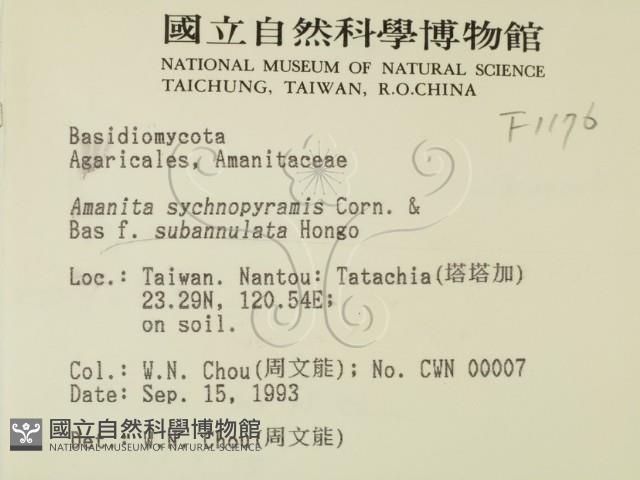 國立自然科學博物館
NATIONAL MUSEUM OF NATURAL SCIENCE
TAICHUNG, TAIWAN, R.O.CHINA
F1176
Basidiomycota
Agaricales, Amanitaceae
Amanita sychnopyramis Corn. &
Bas f. subannulata Hongo
Loc.: Taiwan. Nantou: Tatachia(塔塔加)
23.29N, 120.54E;
on soil.
Col.: W.N. Chou(周文能); No. CWN 00007
Date: Sep. 15, 1993
Det.: W.N. Chou(周文能)
國立自然科學博物館
NATIONAL MUSEUM OF NATURAL SCIENCE